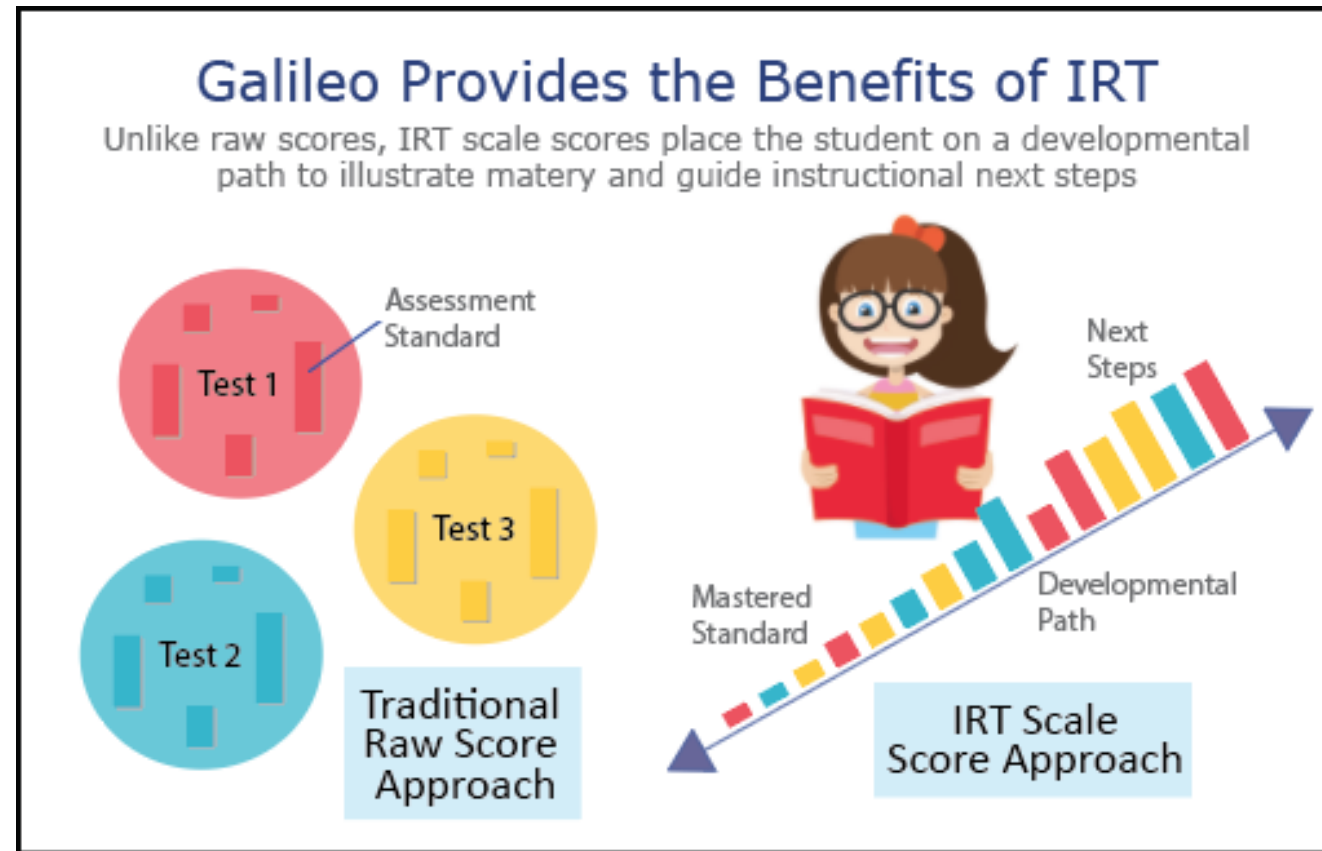 Galileo Provides the Benefits of IRT
Unlike raw scores, IRT scale scores place the student on a developmental
path to illustrate matery and guide instructional next steps
Assessment
Standard
Test 1
Test 3
Test 2
Traditional
Raw Score
Approach
Next
Steps
Mastered
Standard
Developmental
Path
IRT Scale
Score Approach